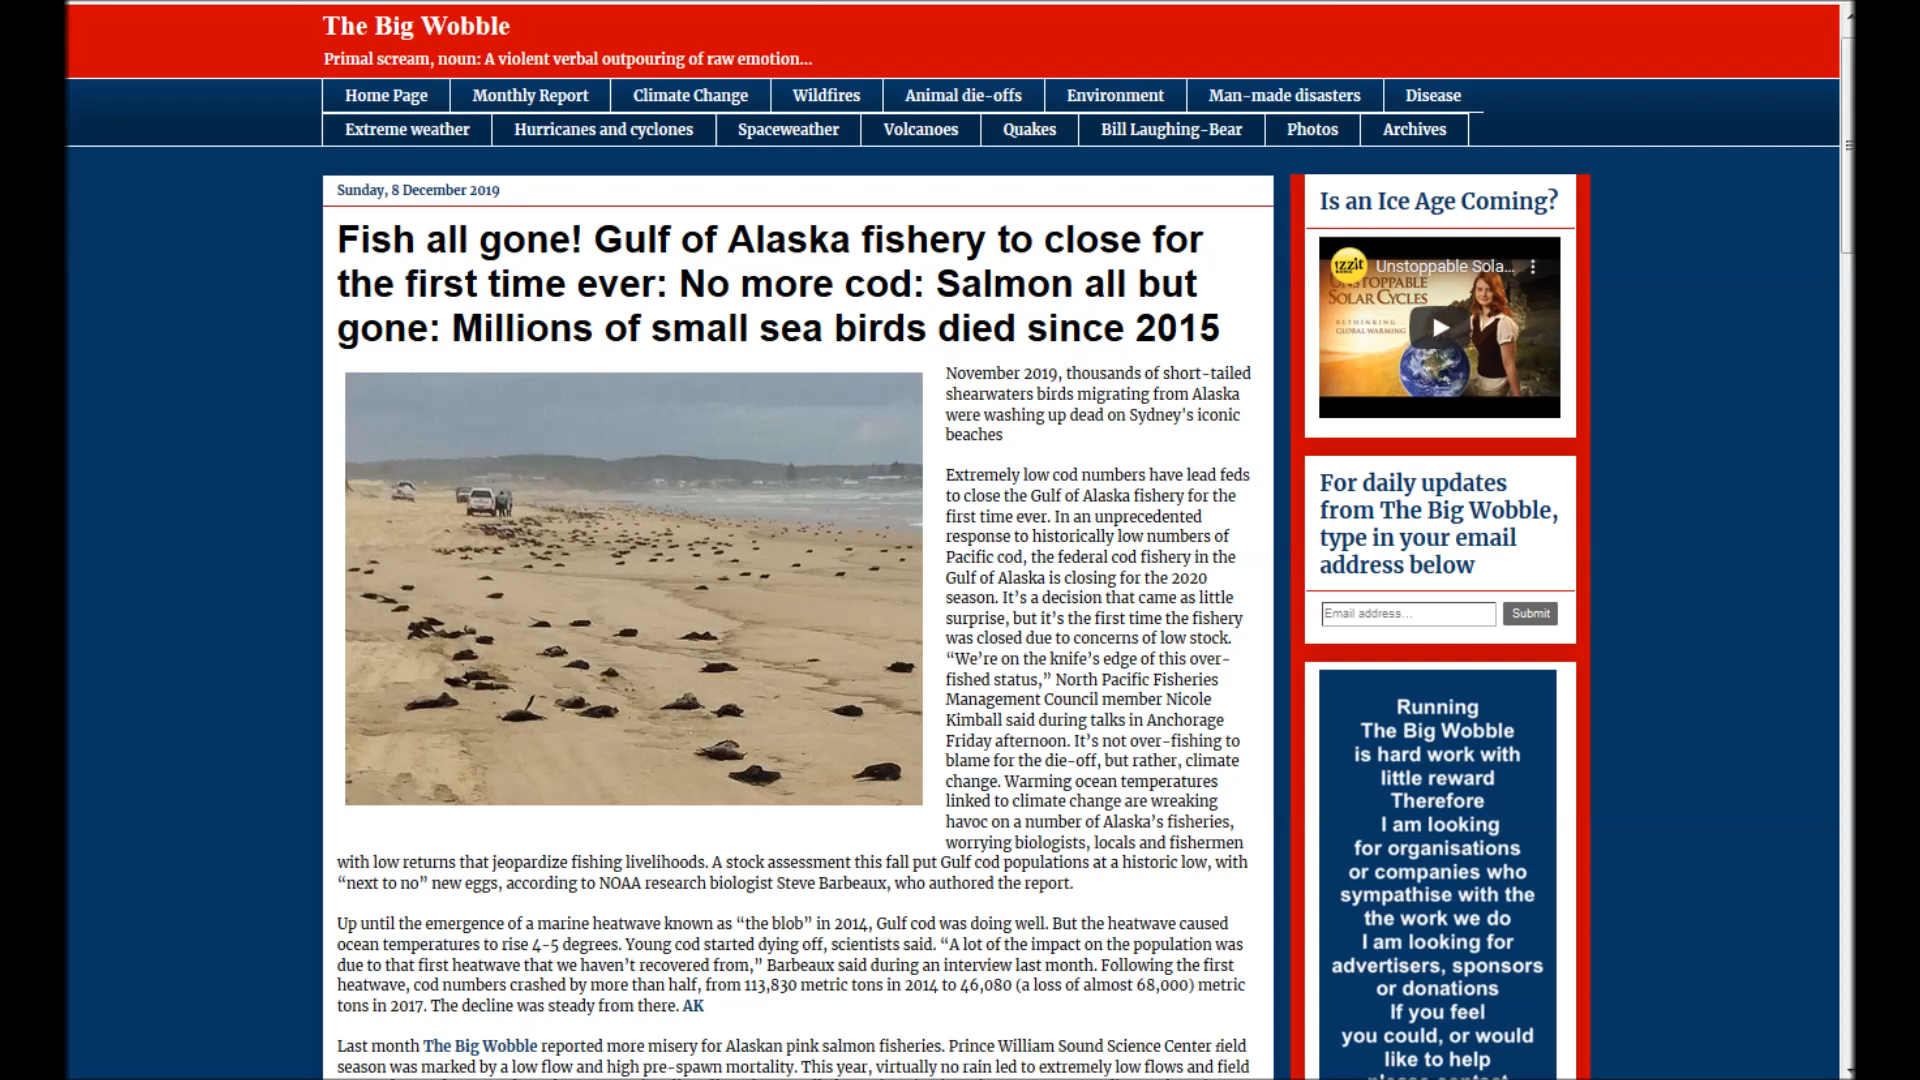 The Big Wobble
Primal scream, noun: A violent verbal outpouring of raw emotion...
Home Page
Monthly Report
Climate Change
Wildfires
Animal die-offs
Environment
Man-made disasters
Disease
Extreme weather
Hurricanes and cyclones
Spaceweather
Volcanoes
Quakes
Bill Laughing-Bear
Photos
Archives
Sunday, 8 December 2019
Fish all gone! Gulf of Alaska fishery to close for
the first time ever: No more cod: Salmon all but
gone: Millions of small sea birds died since 2015
November 2019, thousands of short-tailed
shearwaters birds migrating from Alaska
were washing up dead on Sydney's iconic
beaches
Extremely low cod numbers have lead feds
to close the Gulf of Alaska fishery for the
first time ever. In an unprecedented
response to historically low numbers of
Pacific cod, the federal cod fishery in the
Gulf of Alaska is closing for the 2020
season. It’s a decision that came as little
surprise, but it’s the first time the fishery
was closed due to concerns of low stock.
“We’re on the knife’s edge of this over-
fished status,” North Pacific Fisheries
Management Council member Nicole
Kimball said during talks in Anchorage
Friday afternoon. It’s not over-fishing to
blame for the die-off, but rather, climate
change. Warming ocean temperatures
linked to climate change are wreaking
havoc on a number of Alaska’s fisheries,
worrying biologists, locals and fishermen
with low returns that jeopardize fishing livelihoods. A stock assessment this fall put Gulf cod populations at a historic low, with
“next to no” new eggs, according to NOAA research biologist Steve Barbeaux, who authored the report.
Up until the emergence of a marine heatwave known as “the blob” in 2014, Gulf cod was doing well. But the heatwave caused
ocean temperatures to rise 4-5 degrees. Young cod started dying off, scientists said. “A lot of the impact on the population was
due to that first heatwave that we haven’t recovered from,” Barbeaux said during an interview last month. Following the first
heatwave, cod numbers crashed by more than half, from 113,830 metric tons in 2014 to 46,080 (a loss of almost 68,000) metric
tons in 2017. The decline was steady from there. AK
Last month The Big Wobble reported more misery for Alaskan pink salmon fisheries. Prince William Sound Science Center field
season was marked by a low flow and high pre-spawn mortality. This year, virtually no rain led to extremely low flows and field
Is an Ice Age Coming?
izzit
Unstoppable Sola...
UNSTOPPABLE
SOLAR CYCLES
RETHINKING
GLOBAL WARMING
For daily updates
from The Big Wobble,
type in your email
address below
Email address...
Submit
Running
The Big Wobble
is hard work with
little reward
Therefore
I am looking
for organisations
or companies who
sympathise with the
the work we do
I am looking for
advertisers, sponsors
or donations
If you feel
you could, or would
like to help